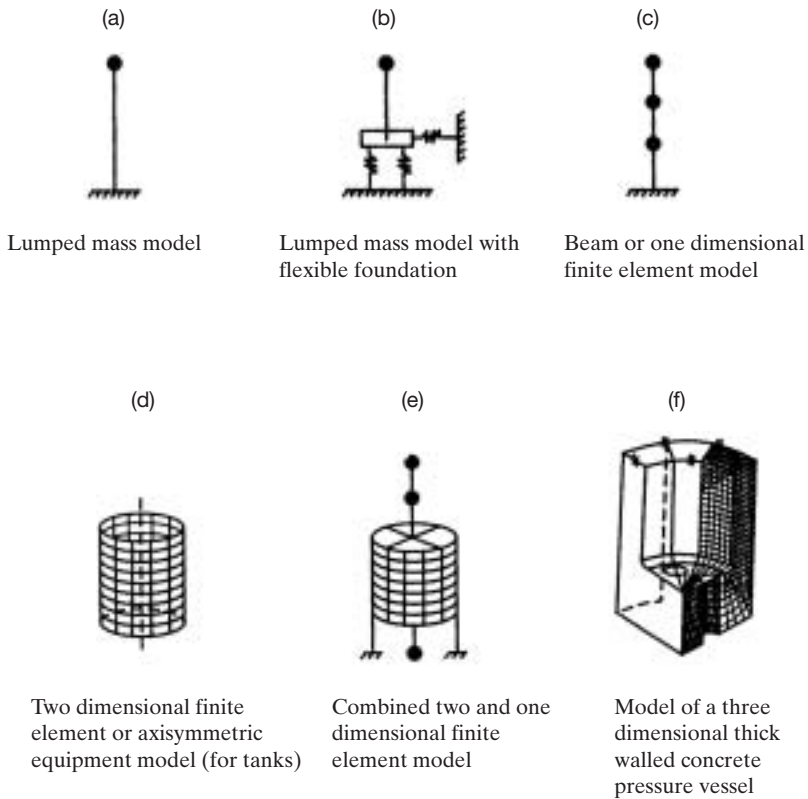 (a)
(b)
(c)
Lumped mass model
Lumped mass model with
flexible foundation
Beam or one dimensional
finite element model
(d)
(e)
(f)
Two dimensional finite
element or axisymmetric
equipment model (for tanks)
Combined two and one
dimensional finite
element model
Model of a three
dimensional thick
walled concrete
pressure vessel